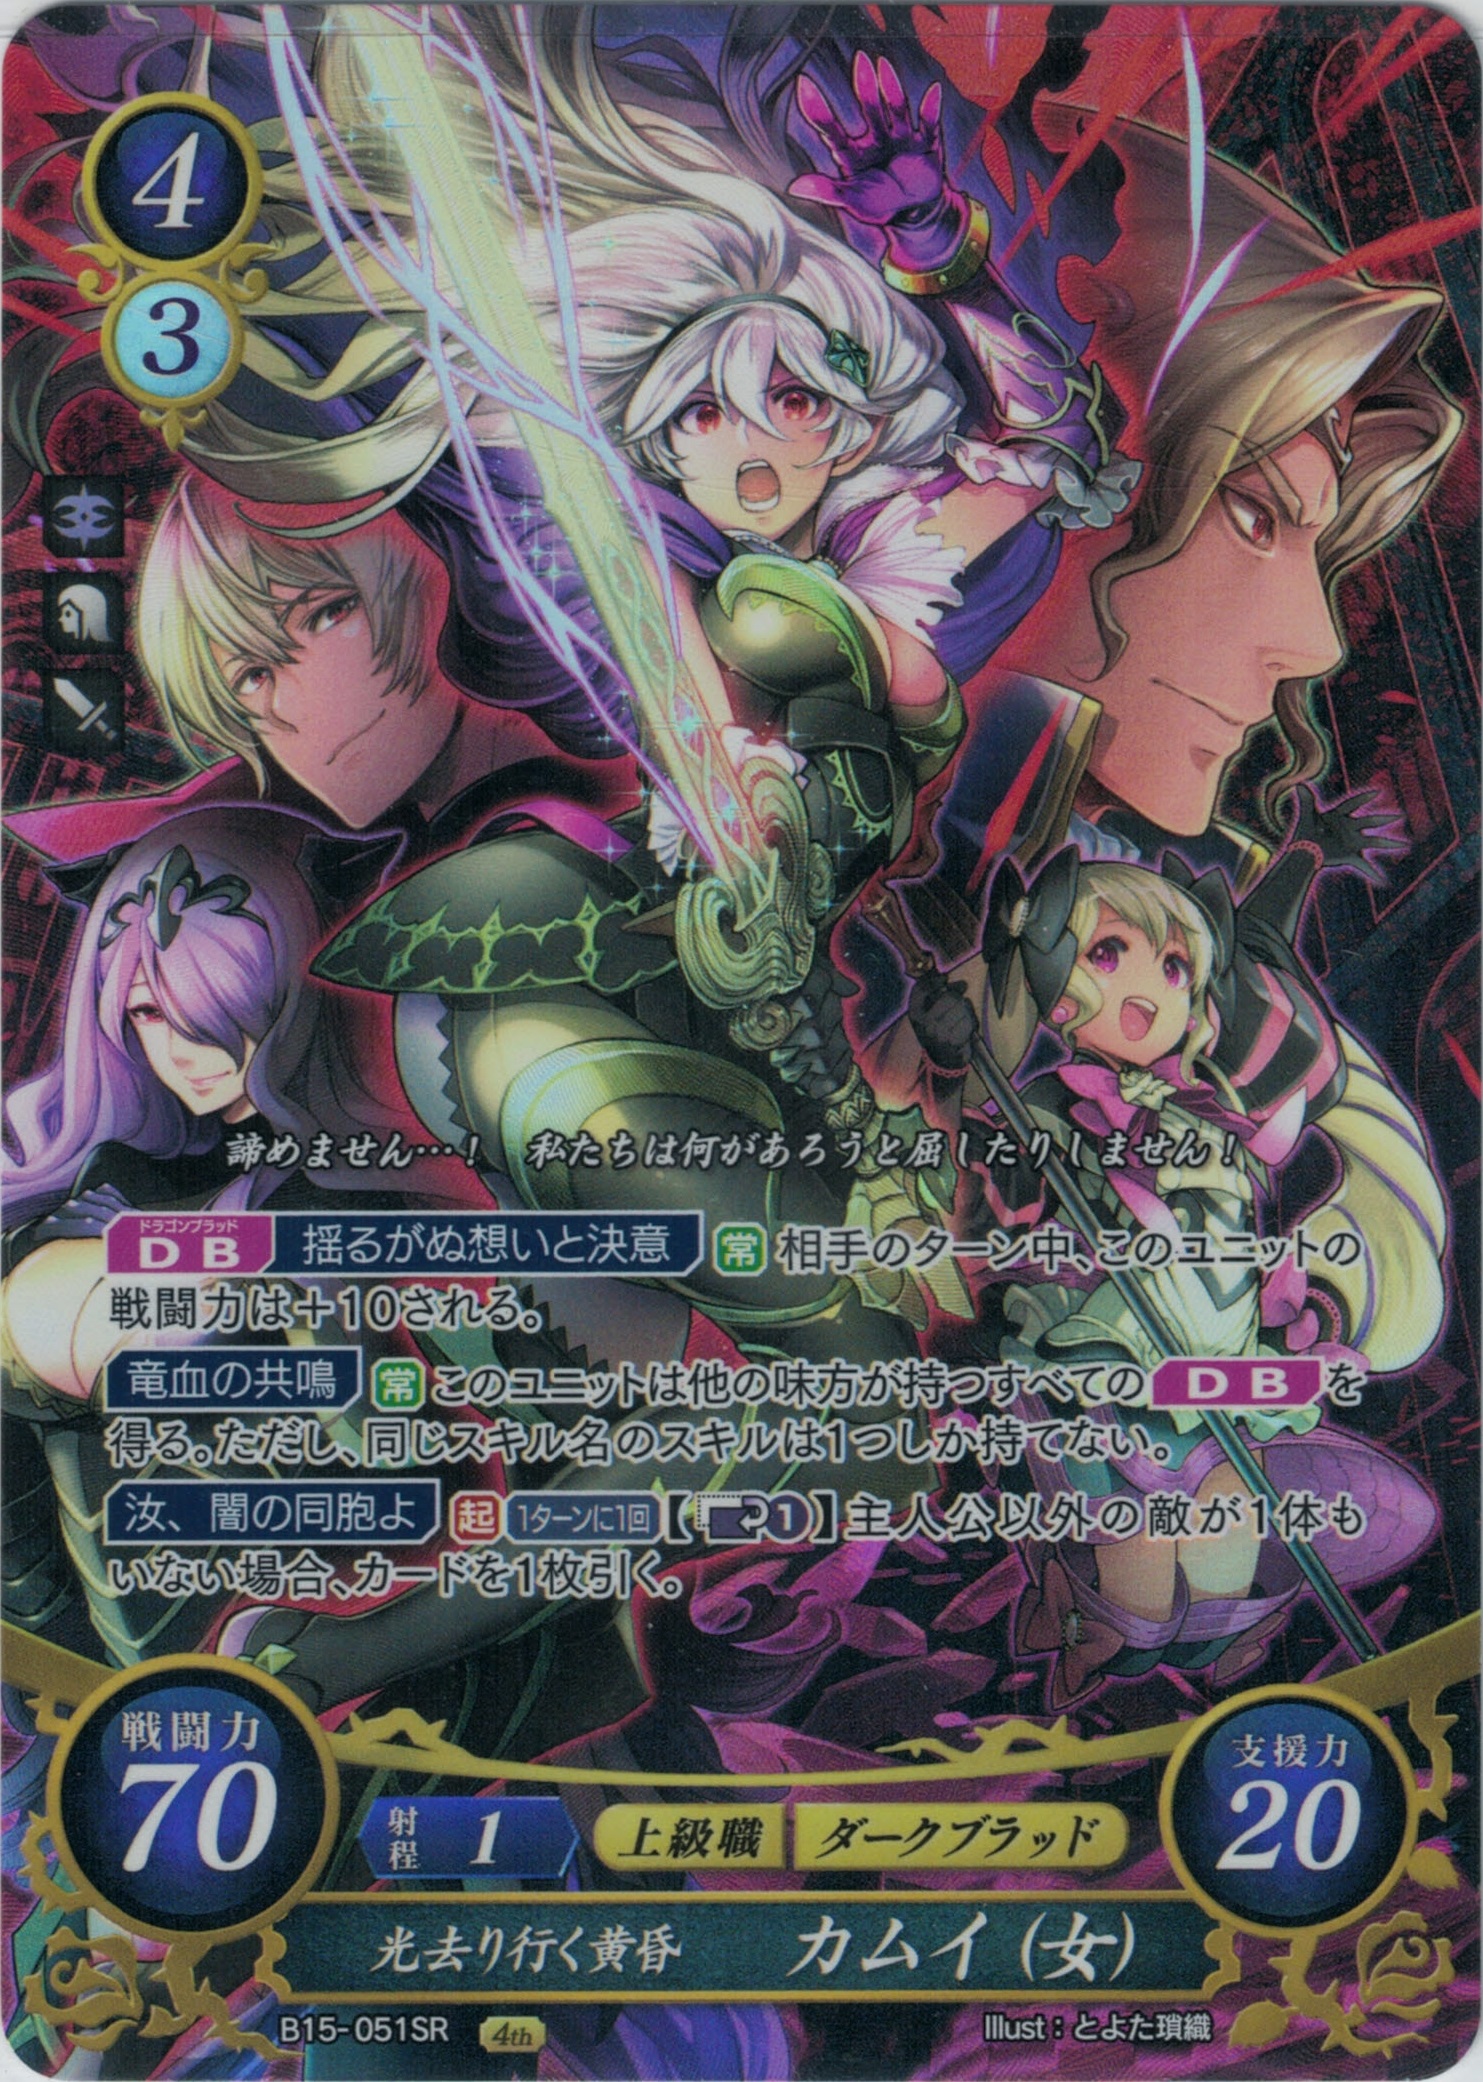 4
3
諦めません…！　私たちは何があろうと屈したりしません！
ドラゴンブラッド
DB 揺るがぬ想いと決意 常 相手のターン中、このユニットの
戦闘力は＋10される。
竜血の共鳴 常 このユニットは他の味方が持つすべての DB を
得る。ただし、同じスキル名のスキルは1つしか持てない。
汝、闇の同胞よ 起 1ターンに1回 【1】主人公以外の敵が1体も
いない場合、カードを1枚引く。
戦闘力
70
射程 1
上級職 ダークブラッド
支援力
20
光去り行く黄昏　カムイ（女）
B15-051SR 4th Illust：とよた瑣織